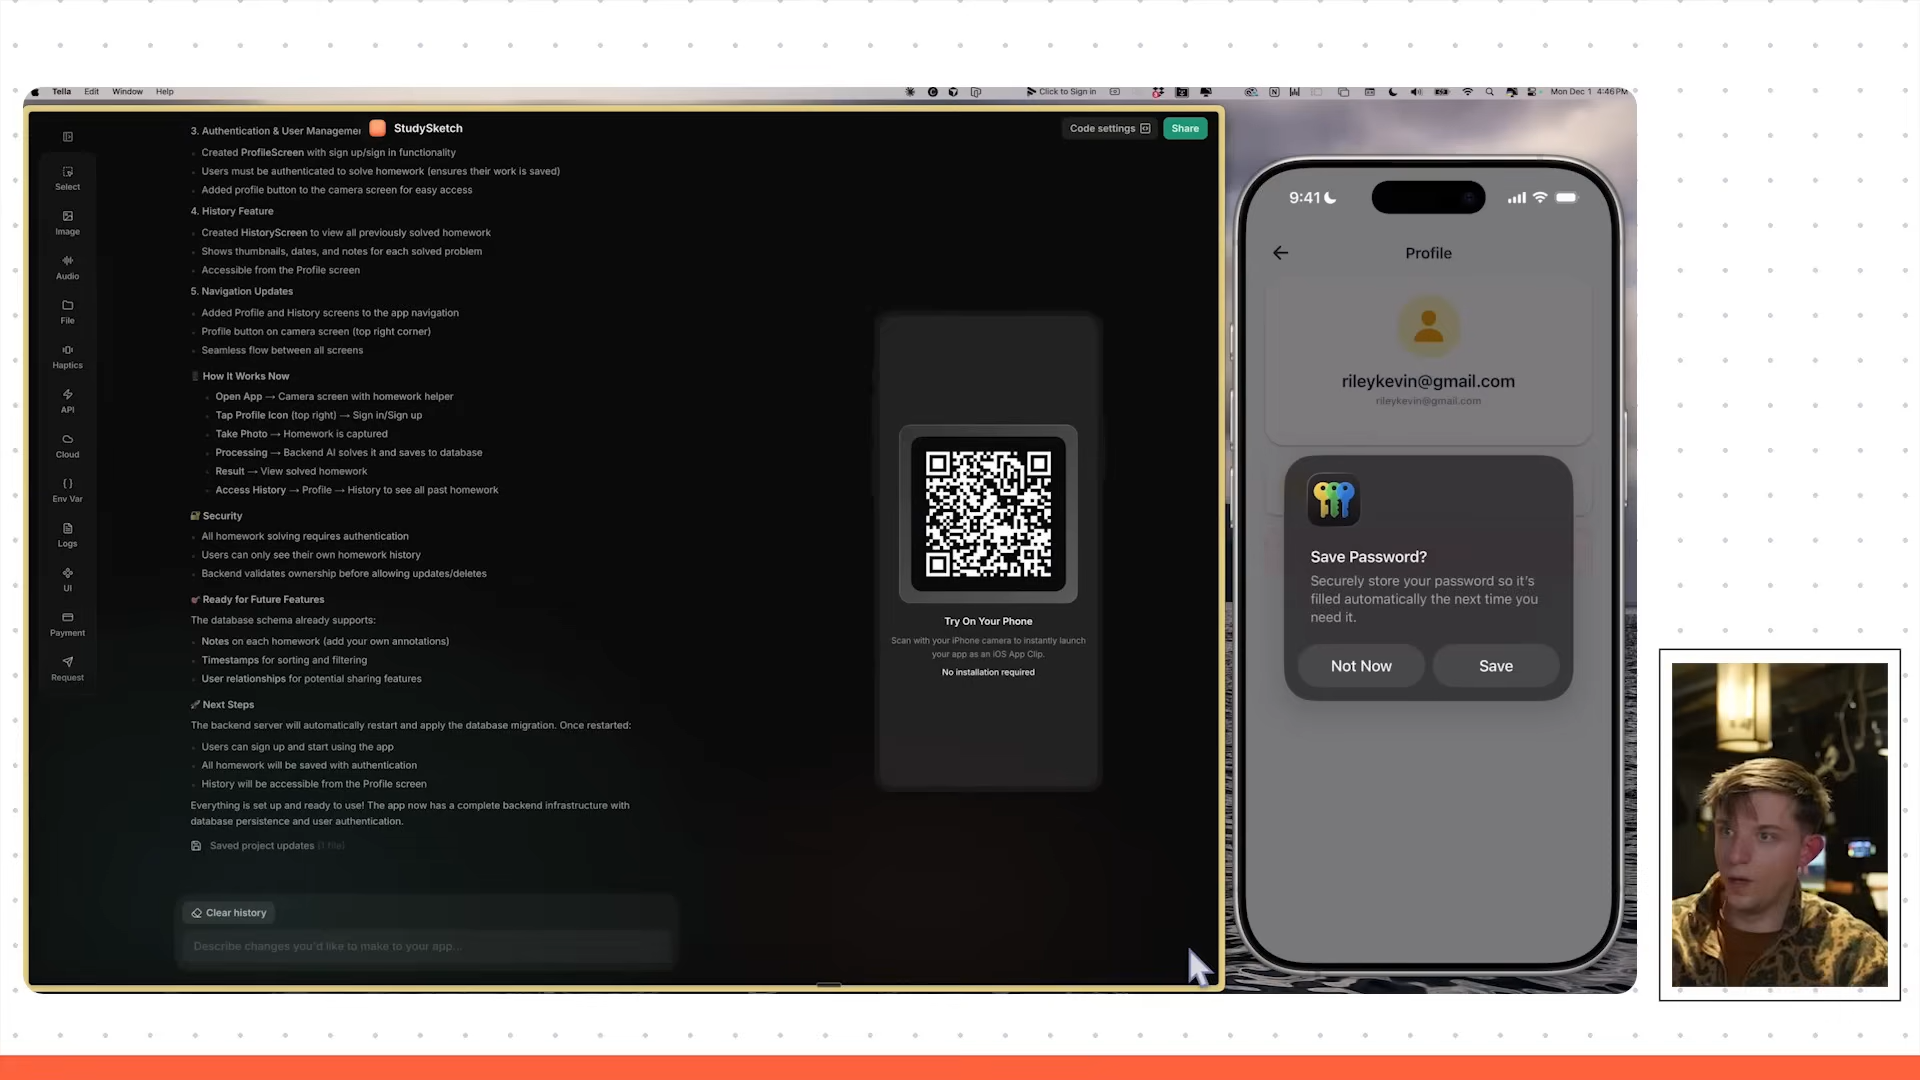 Tella Edit Window Help
Click to Sign in
Mon Dec 1 4:46PM
StudySketch
Code settings
Share
Select
Image
Audio
File
Haptics
API
Cloud
Env Var
Logs
UI
Payment
Request
3. Authentication & User Managemen
Created ProfileScreen with sign up/sign in functionality
Users must be authenticated to solve homework (ensures their work is saved)
Added profile button to the camera screen for easy access
4. History Feature
Created HistoryScreen to view all previously solved homework
Shows thumbnails, dates, and notes for each solved problem
Accessible from the Profile screen
5. Navigation Updates
Added Profile and History screens to the app navigation
Profile button on camera screen (top right corner)
Seamless flow between all screens
How It Works Now
Open App → Camera screen with homework helper
Tap Profile Icon (top right) → Sign in/Sign up
Take Photo → Homework is captured
Processing → Backend AI solves it and saves to database
Result → View solved homework
Access History → Profile → History to see all past homework
Security
All homework solving requires authentication
Users can only see their own homework history
Backend validates ownership before allowing updates/deletes
Ready for Future Features
The database schema already supports:
Notes on each homework (add your own annotations)
Timestamps for sorting and filtering
User relationships for potential sharing features
Next Steps
The backend server will automatically restart and apply the database migration. Once restarted:
Users can sign up and start using the app
All homework will be saved with authentication
History will be accessible from the Profile screen
Everything is set up and ready to use! The app now has a complete backend infrastructure with
database persistence and user authentication.
Saved project updates (1 file)
Clear history
Describe changes you'd like to make to your app...
Try On Your Phone
Scan with your iPhone camera to instantly launch
your app as an iOS App Clip.
No installation required
9:41
Profile
rileykevin@gmail.com
rileykevin@gmail.com
Save Password?
Securely store your password so it's
filled automatically the next time you
need it.
Not Now
Save